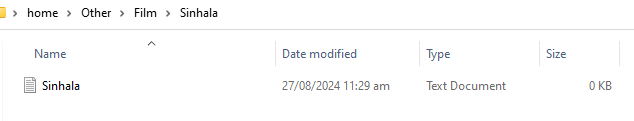 home > Other > Film > Sinhala
Name Date modified Type Size
Sinhala 27/08/2024 11:29 am Text Document 0 KB